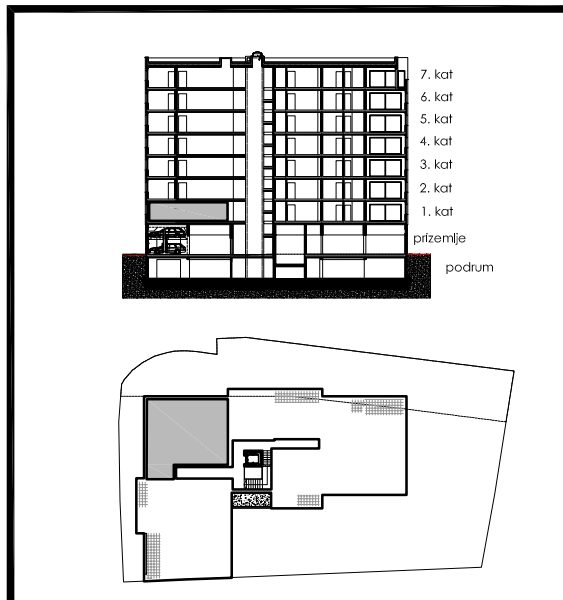 7. kat
6. kat
5. kat
4. kat
3. kat
2. kat
1. kat
prizemlje
podrum